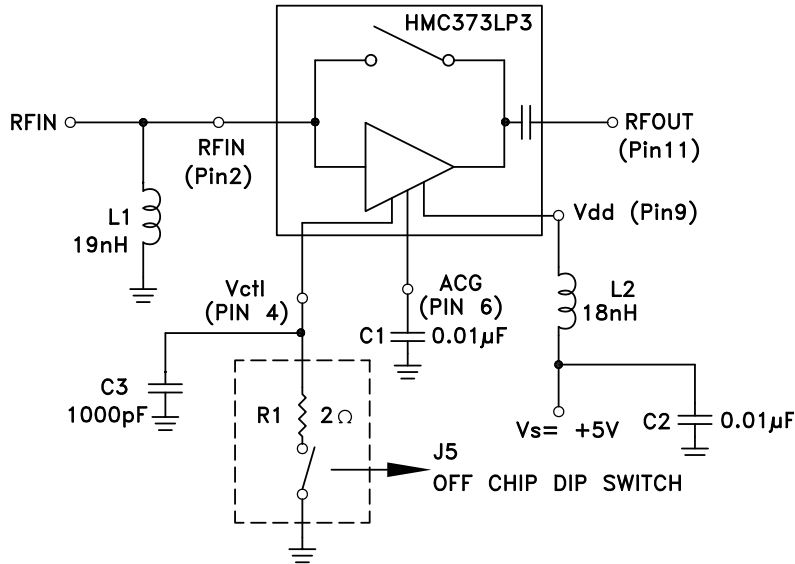 HMC373LP3
RFIN
RFIN
(Pin2)
RFOUT
(Pin11)
L1
19nH
Vdd (Pin9)
Vctl
(PIN 4)
ACG
(PIN 6)
L2
18nH
C1 0.01µF
C3
1000pF
R1 2Ω
Vs= +5V
C2 0.01µF
J5
OFF CHIP DIP SWITCH